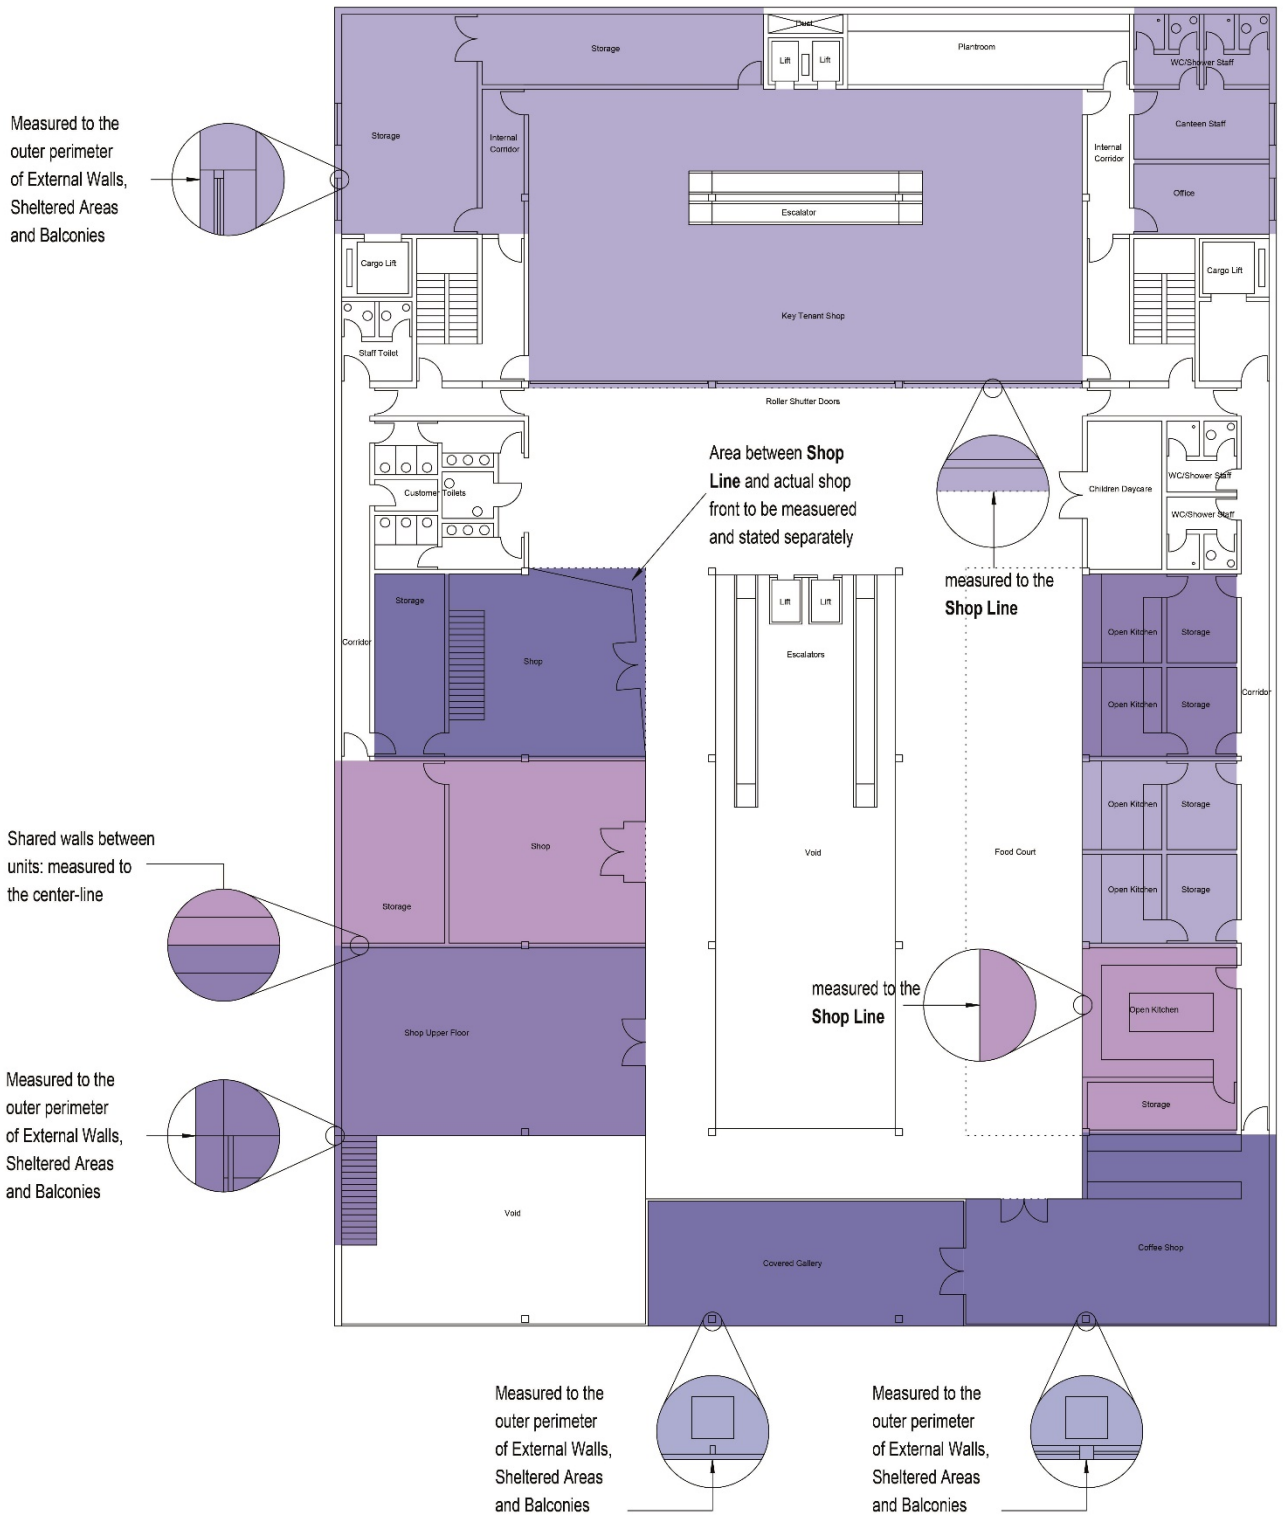 Duct
Storage
Lift
Lift
Plantroom
WC/Shower Staff
Measured to the
outer perimeter
of External Walls,
Sheltered Areas
and Balconies
Storage
Internal
Corridor
Internal
Corridor
Canteen Staff
Office
Escalator
Cargo Lift
Cargo Lift
Key Tenant Shop
Staff Toilet
Roller Shutter Doors
Area between Shop
Line and actual shop
front to be measuered
and stated separately
Customer Toilets
Children Daycare
WC/Shower Staff
WC/Shower Staff
measured to the
Shop Line
Storage
Lift
Lift
Corridor
Shop
Escalators
Open Kitchen
Storage
Corridor
Open Kitchen
Storage
Open Kitchen
Storage
Shared walls between
units: measured to
the center-line
Shop
Void
Food Court
Storage
Open Kitchen
Storage
measured to the
Shop Line
Open Kitchen
Shop Upper Floor
Storage
Measured to the
outer perimeter
of External Walls,
Sheltered Areas
and Balconies
Void
Covered Gallery
Coffee Shop
Measured to the
outer perimeter
of External Walls,
Sheltered Areas
and Balconies
Measured to the
outer perimeter
of External Walls,
Sheltered Areas
and Balconies